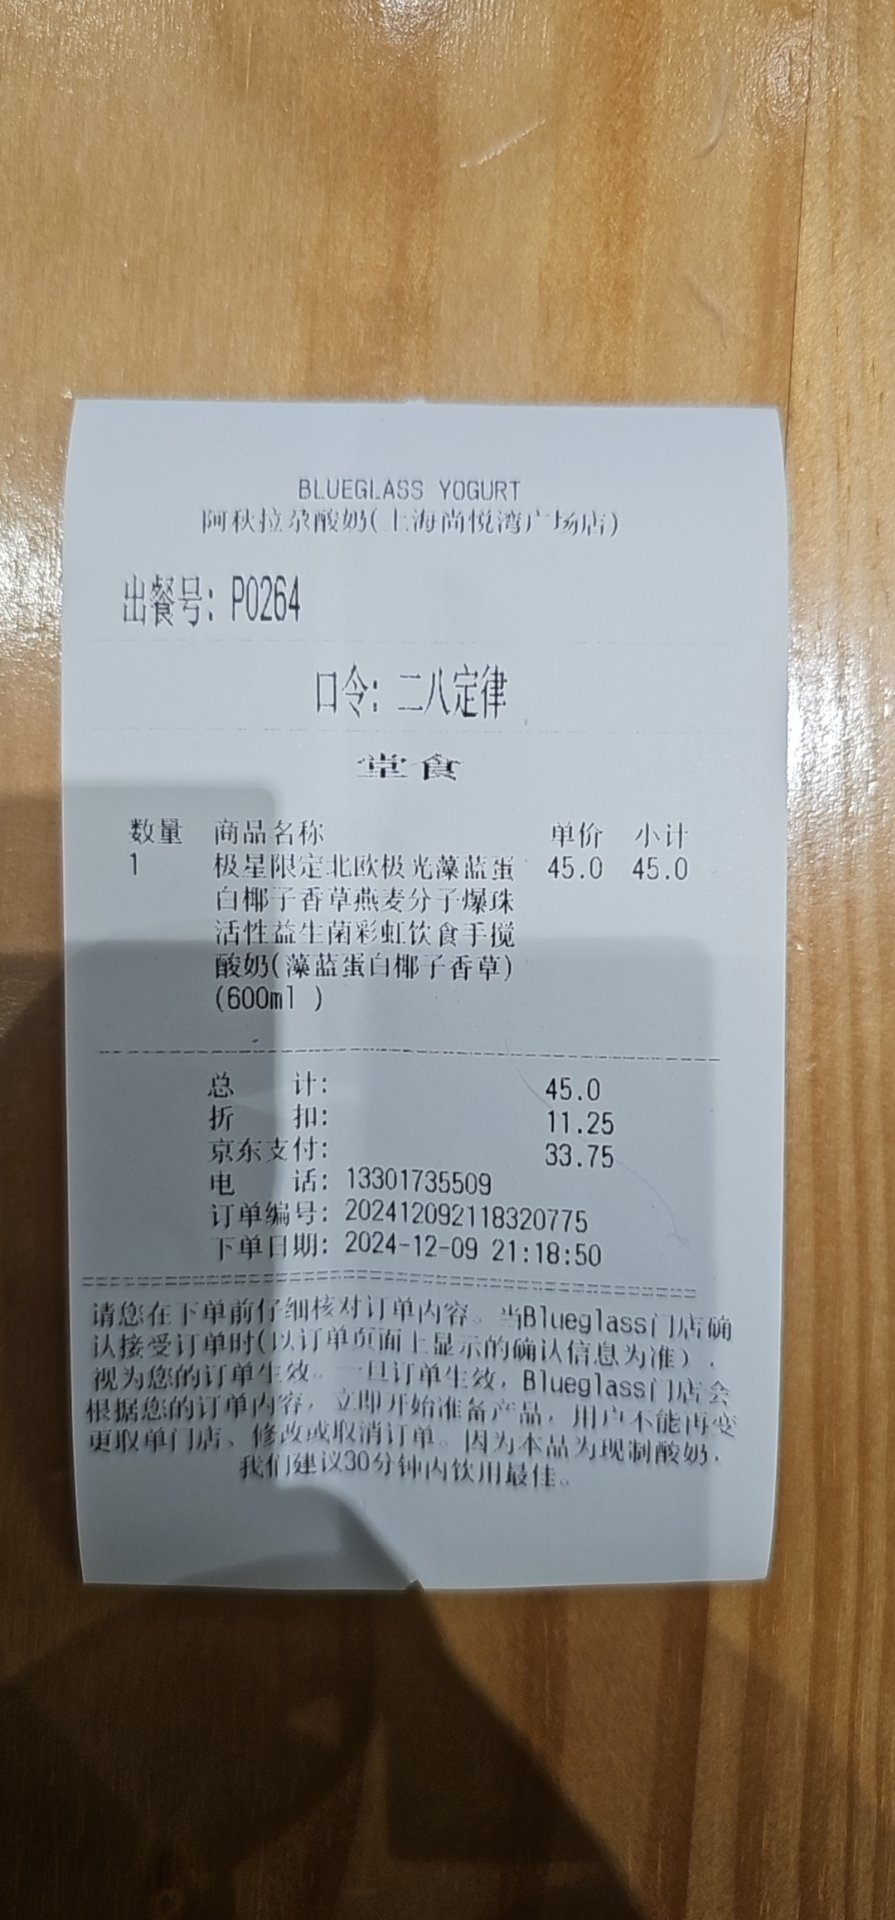 BLUEGLASS YOGURT
阿秋拉尕酸奶(上海尚悦湾广场店)
出餐号: P0264
口令: 二八定律
堂食
数量 商品名称 单价 小计
1 极星限定北欧极光藻蓝蛋 45.0 45.0
白椰子香草燕麦分子爆珠
活性益生菌彩虹饮食手搅
酸奶(藻蓝蛋白椰子香草)
(600ml )
总 计: 45.0
折 扣: 11.25
京东支付: 33.75
电 话: 13301735509
订单编号: 202412092118320775
下单日期: 2024-12-09 21:18:50
请您在下单前仔细核对订单内容。当Blueglass门店确
认接受订单时(以订单页面上显示的确认信息为准),
视为您的订单生效。一旦订单生效, Blueglass门店会
根据您的订单内容, 立即开始准备产品, 用户不能再变
更取单门店、修改或取消订单。因为本品为现制酸奶,
我们建议30分钟内饮用最佳。